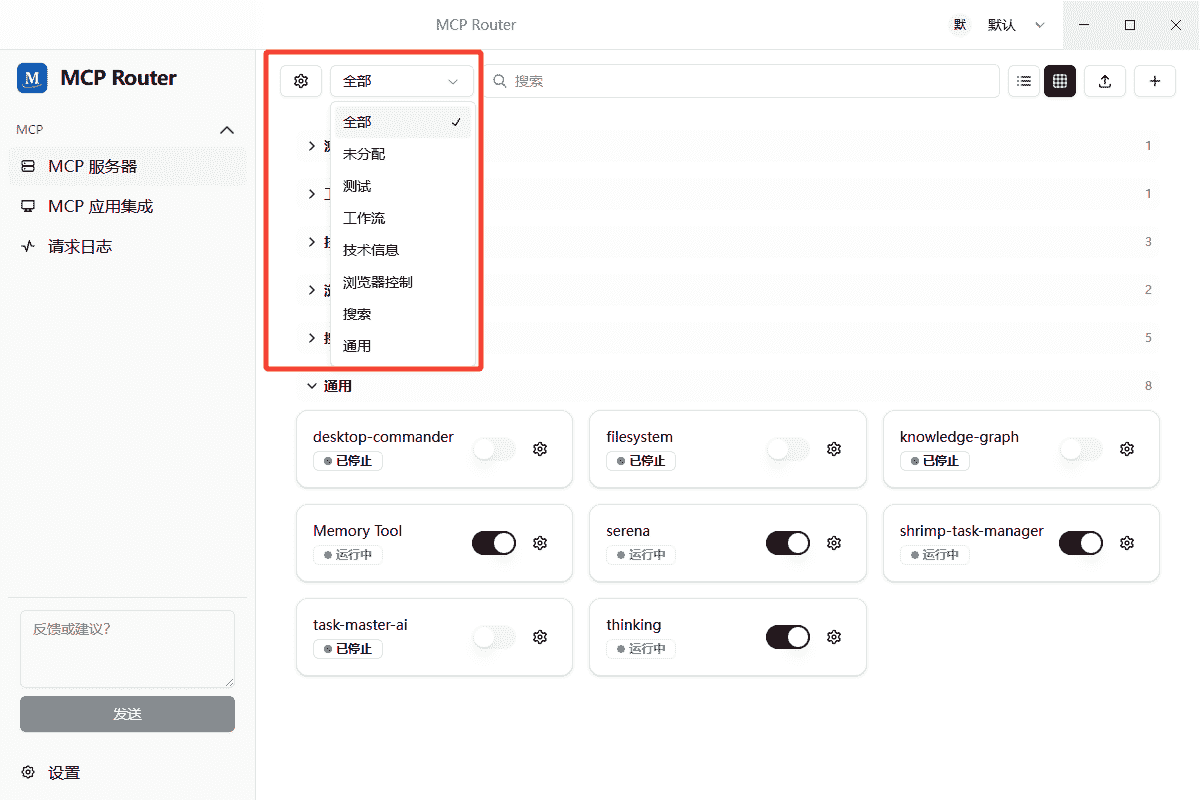 MCP Router
默 默认
M MCP Router
MCP
MCP 服务器
MCP 应用集成
请求日志
反馈或建议?
发送
设置
全部
搜索
全部
未分配
测试
工作流
技术信息
浏览器控制
搜索
通用
1
1
3
2
5
通用 8
desktop-commander
已停止
filesystem
已停止
knowledge-graph
已停止
Memory Tool
运行中
serena
运行中
shrimp-task-manager
运行中
task-master-ai
已停止
thinking
运行中